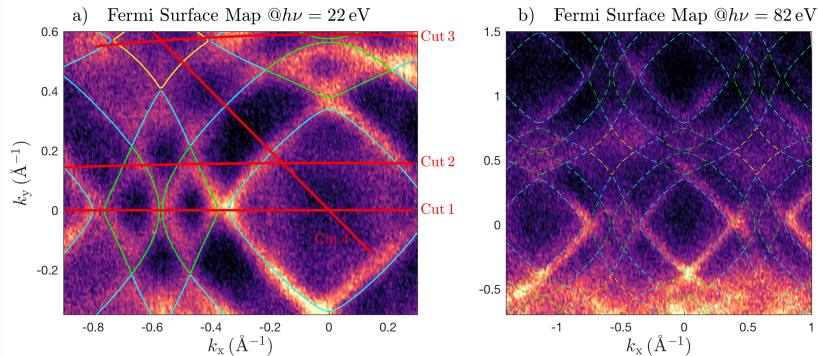 a) Fermi Surface Map @hν = 22 eV
0.6
0.4
0.2
0
-0.2
k_y (Å⁻¹)
-0.8
-0.6
-0.4
-0.2
0
0.2
k_x (Å⁻¹)
Cut 3
Cut 2
Cut 1
Cut 4
b) Fermi Surface Map @hν = 82 eV
1.5
1
0.5
0
-0.5
-1
-0.5
0
0.5
1
k_x (Å⁻¹)